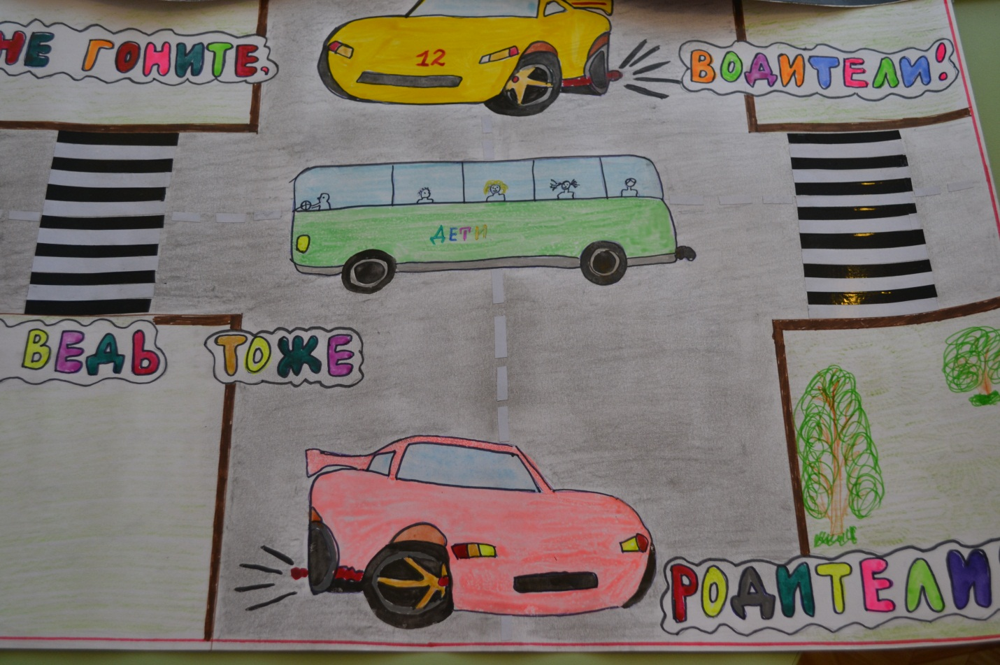 НЕ ГОНИТЕ, ВОДИТЕЛИ!
12
ДЕТИ
ВЕДЬ ТОЖЕ
РОДИТЕЛИ